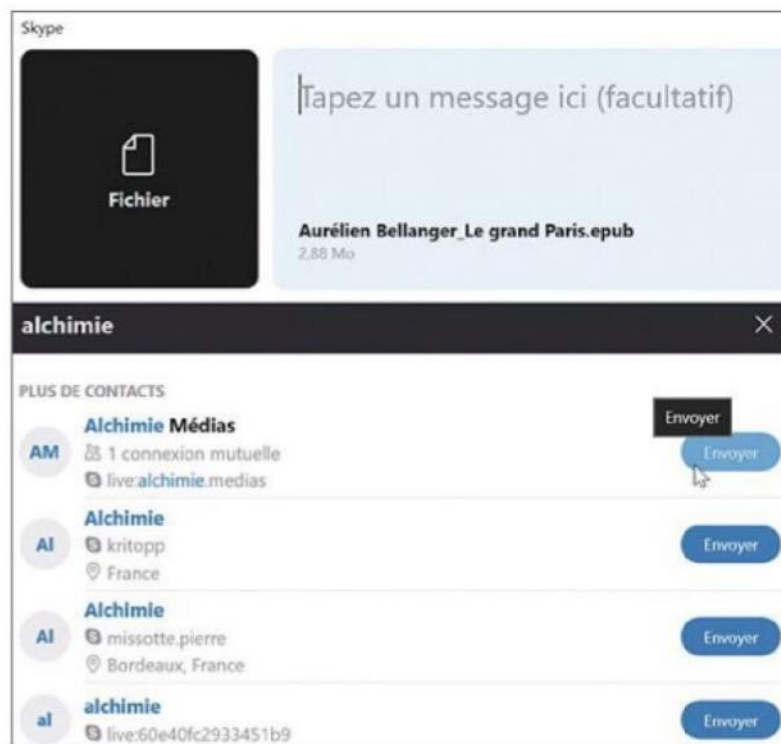 Skype
Tapez un message ici (facultatif)
Fichier
Aurélien Bellanger_Le grand Paris.epub
2,88 Mo
alchimie
PLUS DE CONTACTS
AM
Alchimie Médias
1 connexion mutuelle
live:alchimie.medias
Envoyer
Envoyer
Al
Alchimie
kritopp
France
Envoyer
Al
Alchimie
missotte.pierre
Bordeaux, France
Envoyer
al
alchimie
live:60e40fc2933451b9
Envoyer